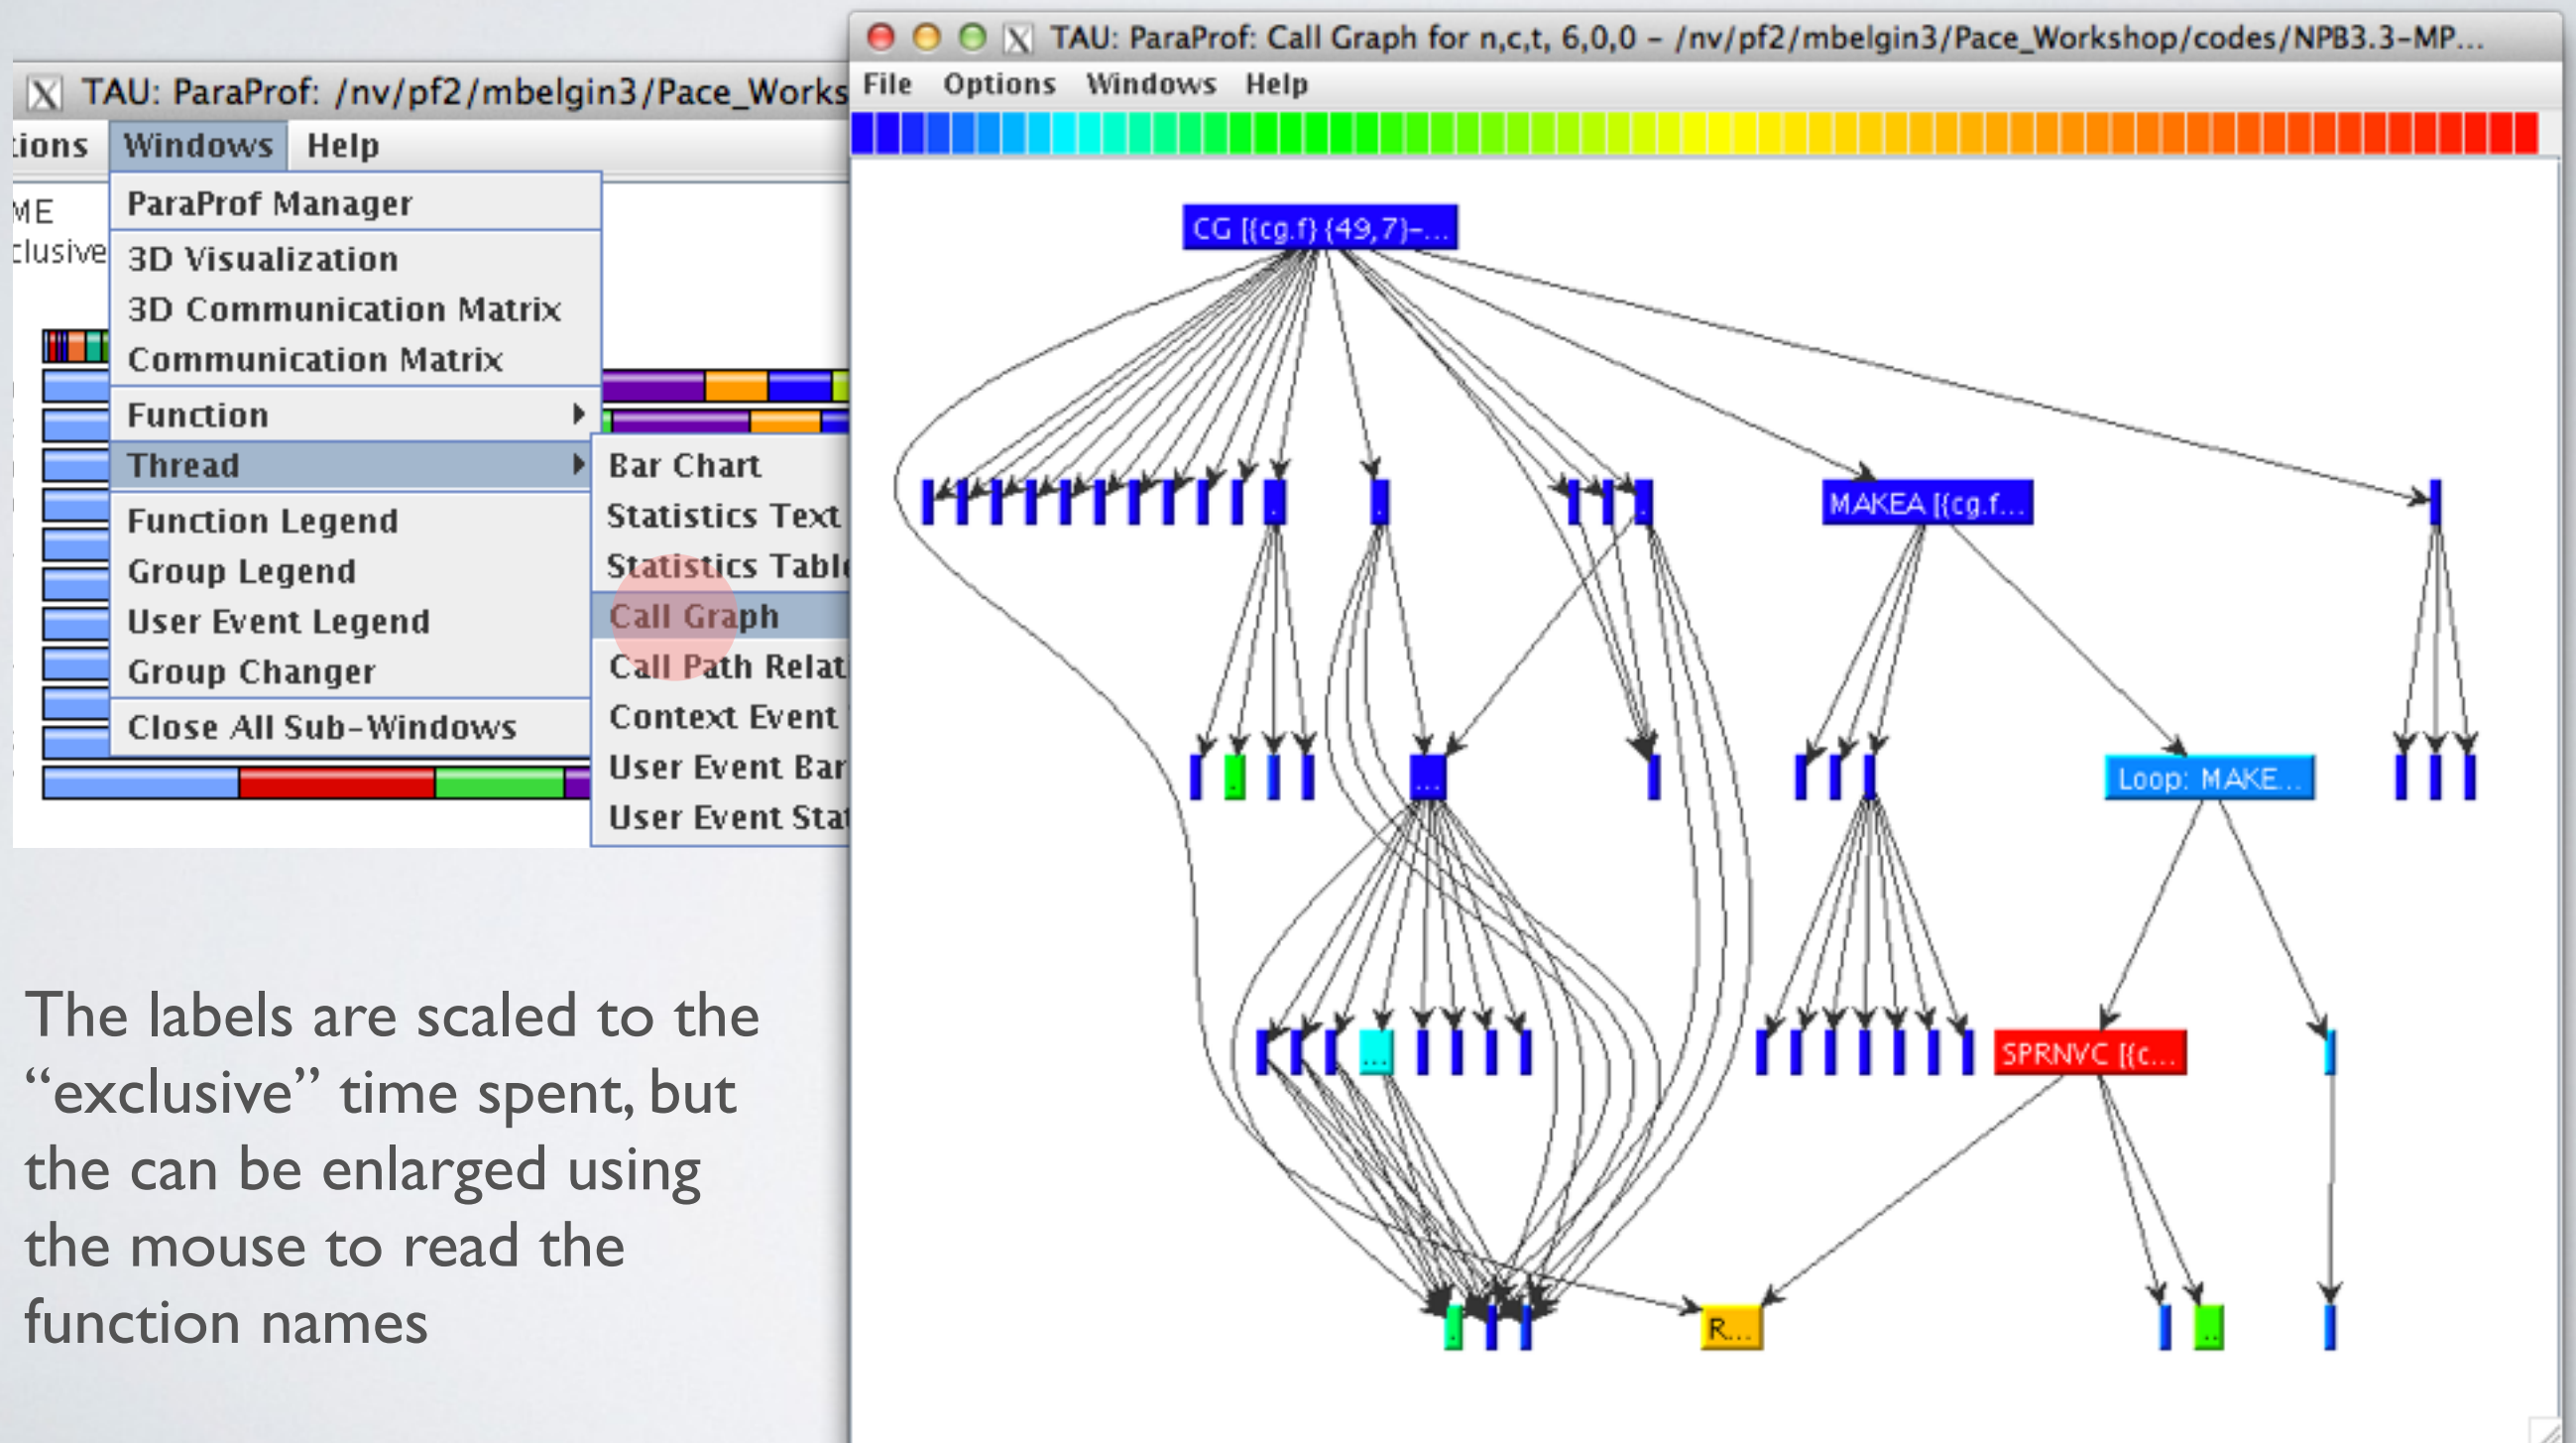 TAU: ParaProf: /nv/pf2/mbelgin3/Pace_Works
tions Windows Help
ME
clusive
ParaProf Manager
3D Visualization
3D Communication Matrix
Communication Matrix
Function
Thread
Function Legend
Group Legend
User Event Legend
Group Changer
Close All Sub-Windows
Bar Chart
Statistics Text
Statistics Table
Call Graph
Call Path Relat
Context Event
User Event Bar
User Event Stat
The labels are scaled to the
“exclusive” time spent, but
the can be enlarged using
the mouse to read the
function names
TAU: ParaProf: Call Graph for n,c,t, 6,0,0 – /nv/pf2/mbelgin3/Pace_Workshop/codes/NPB3.3-MP...
File Options Windows Help
CG [{cg.f} {49,7}-...
MAKEA [{cg.f...
...
Loop: MAKE...
...
SPRNVC [{c...
R...
..